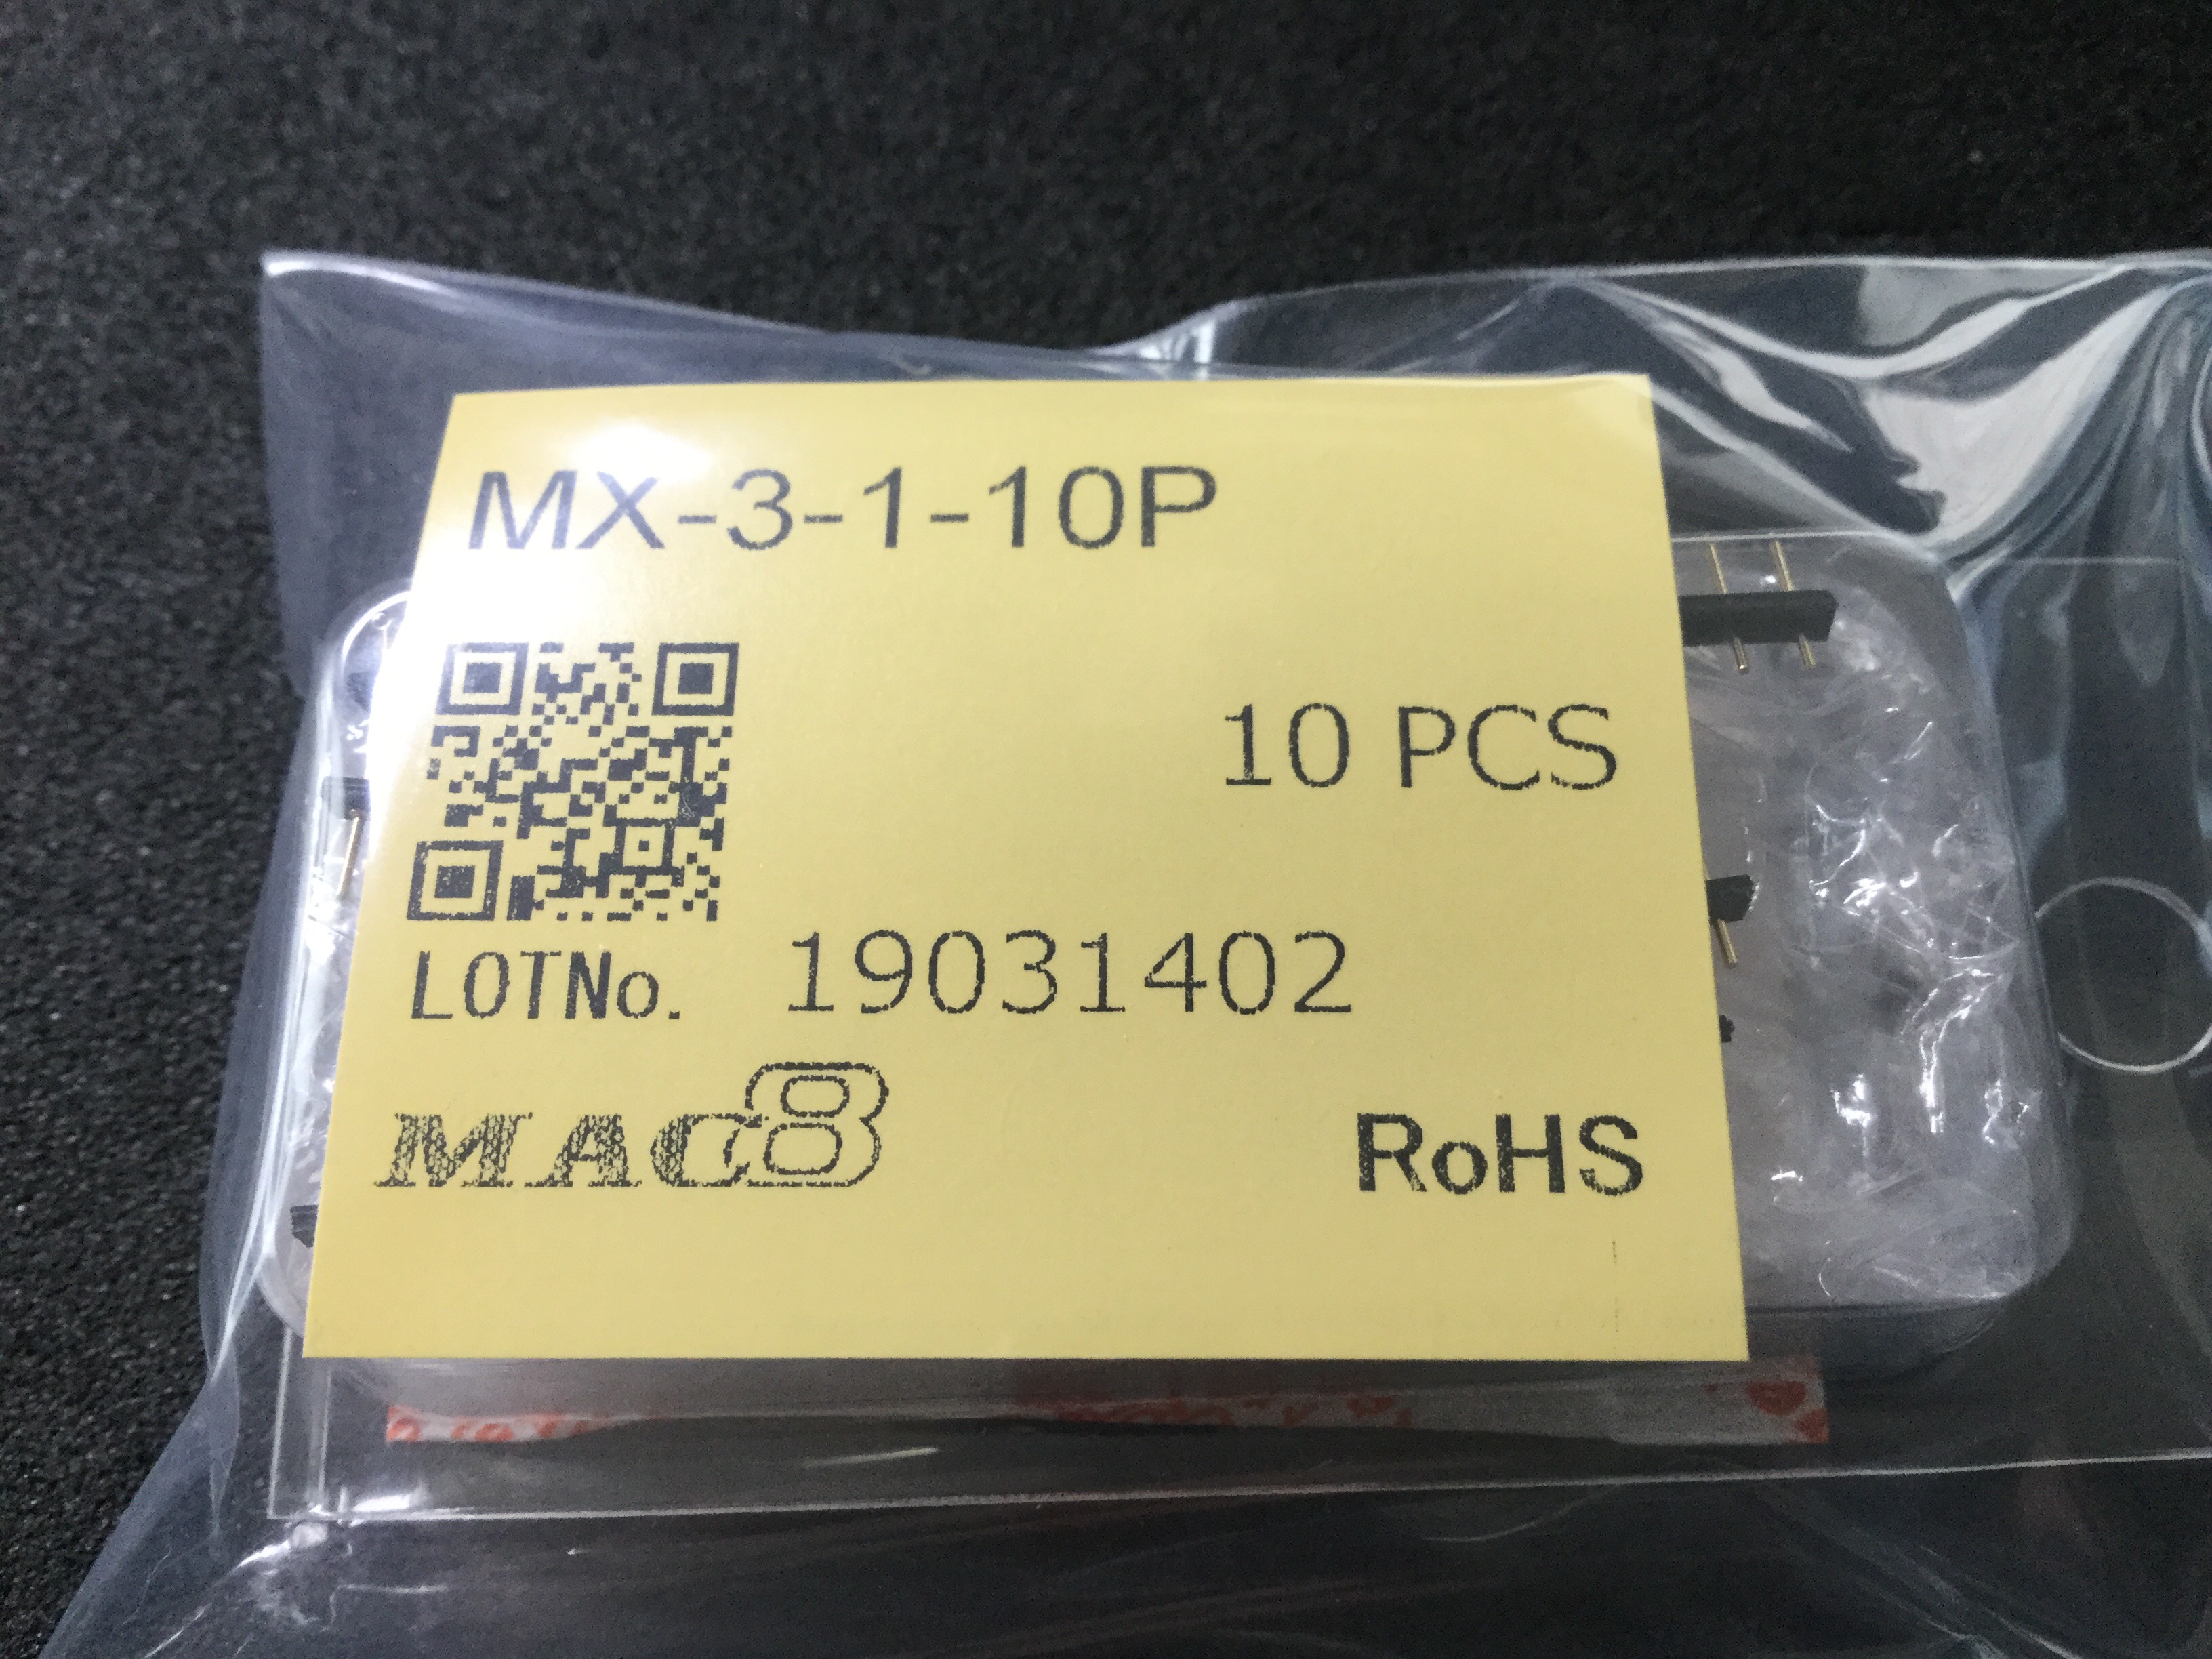 MX-3-1-10P
10 PCS
LOTNo. 19031402
MAC8
RoHS